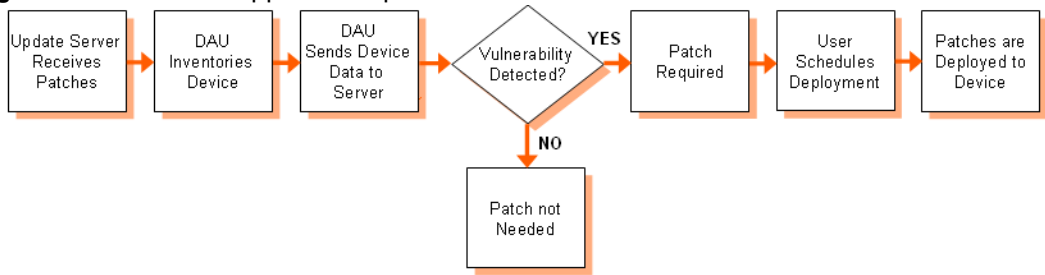 Update Server
Receives
Patches
DAU
Inventories
Device
DAU
Sends Device
Data to
Server
Vulnerability
Detected?
YES
Patch
Required
User
Schedules
Deployment
Patches are
Deployed to
Device
NO
Patch not
Needed